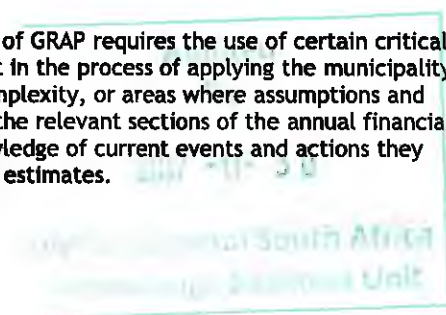 of GRAP requires the use of certain critical
in the process of applying the municipality
mplexity, or areas where assumptions and
the relevant sections of the annual financia
ledge of current events and actions they
estimates.
South Africa
Unit